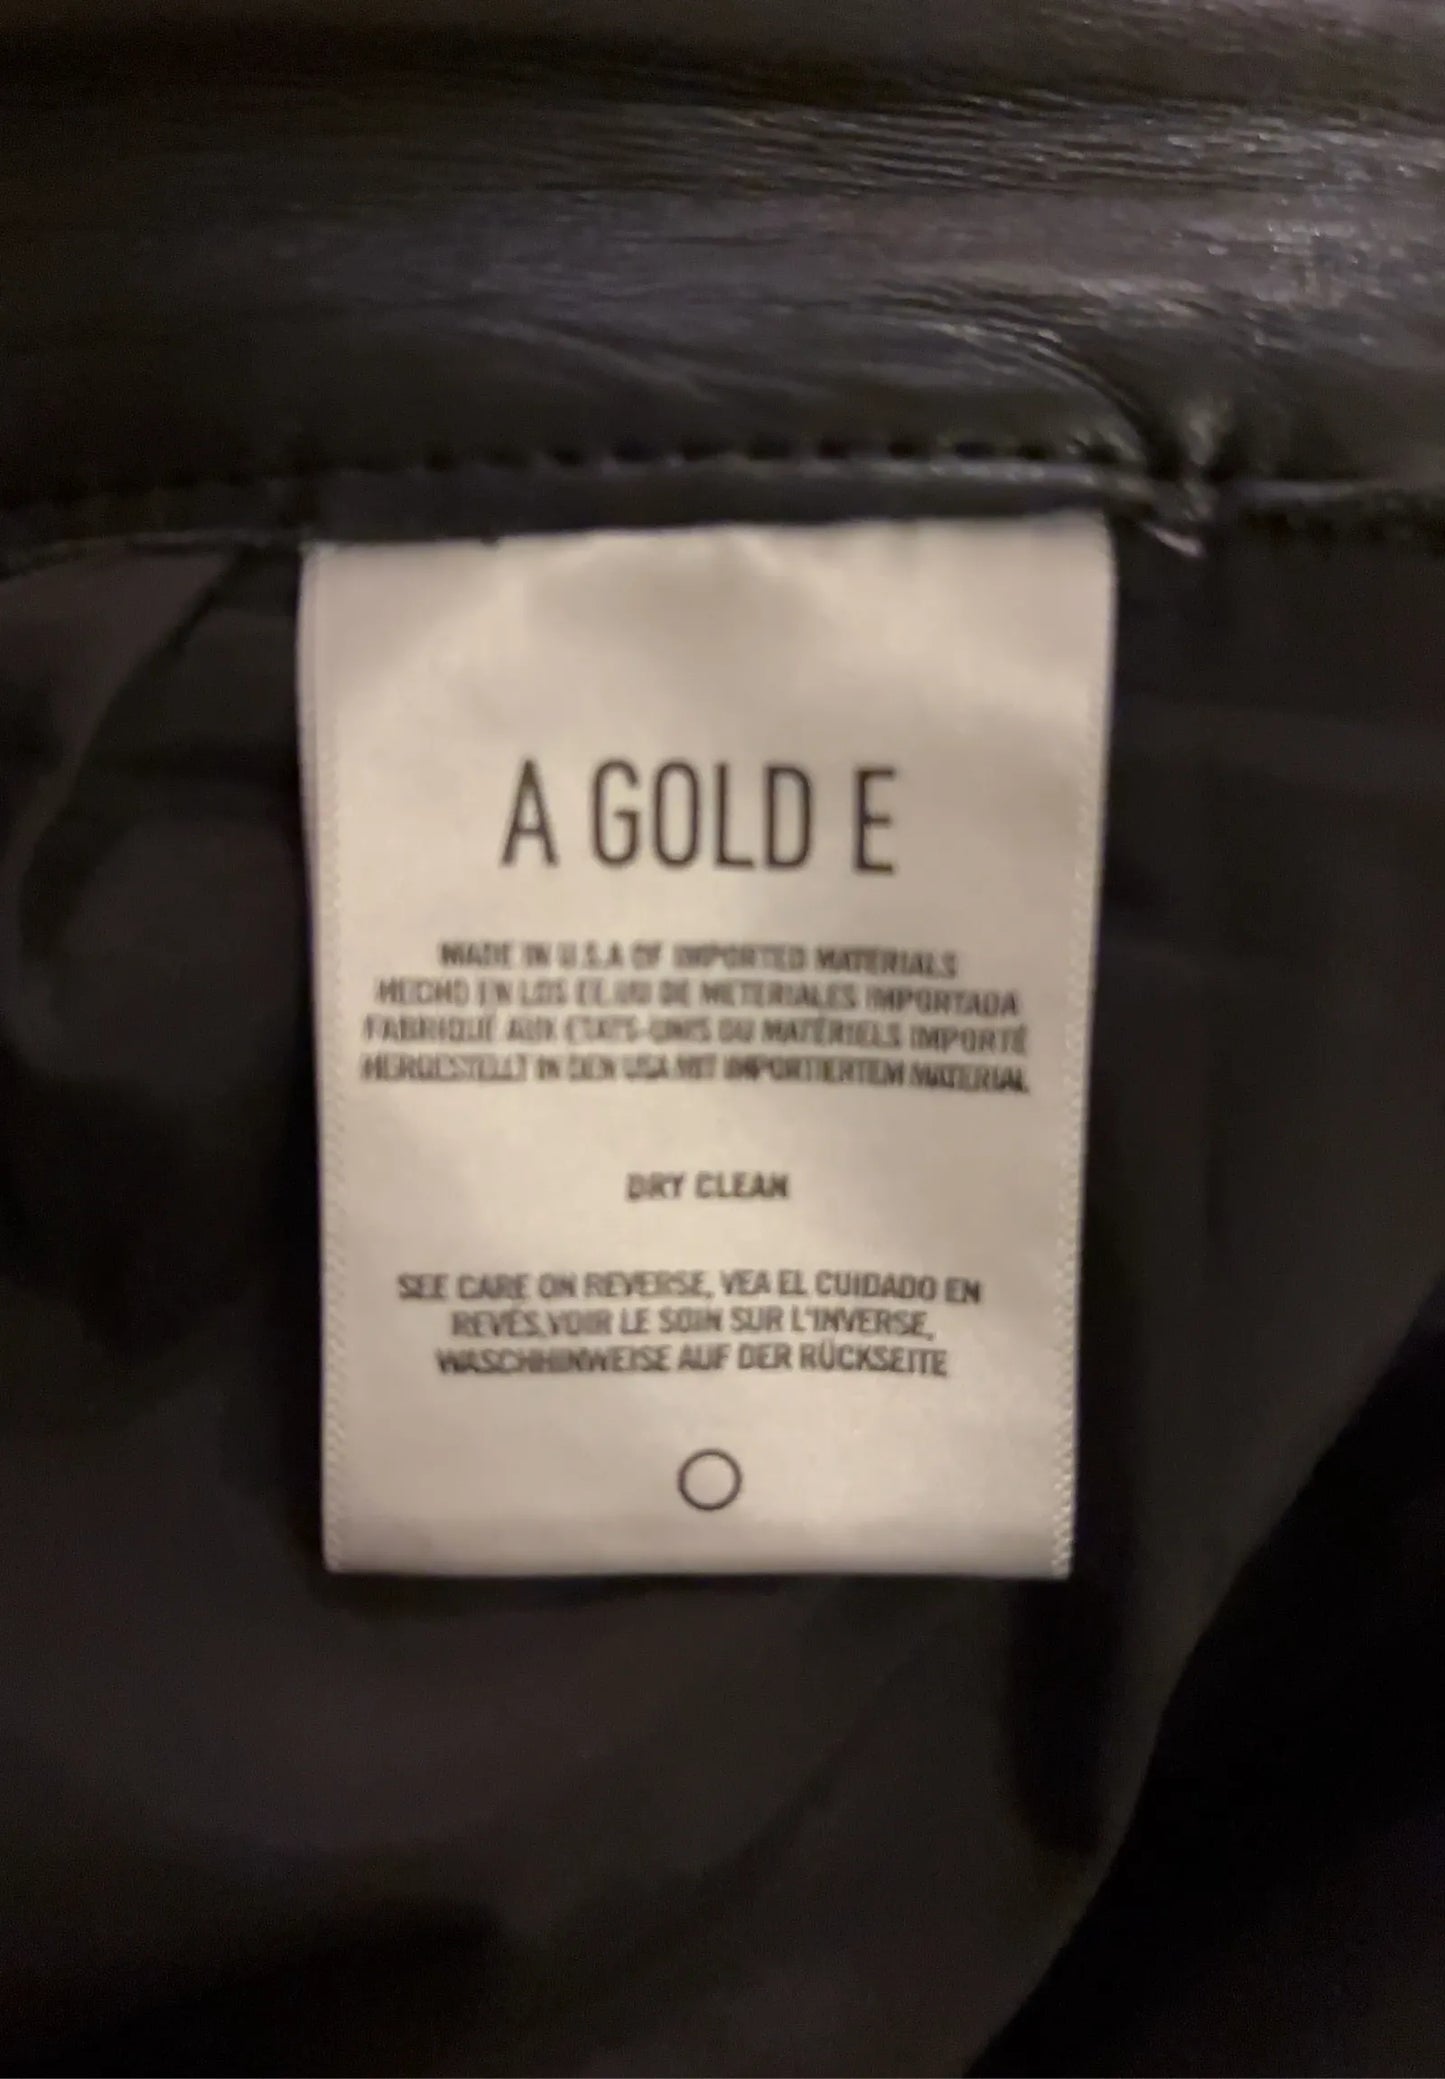 A GOLD E
MADE IN U.S.A OF IMPORTED MATERIALS
HECHO EN LOS EE.UU DE METERIALES IMPORTADA
FABRIQUÉ AUX ETATS-UNIS DU MATÉRIELS IMPORTÉ
HERGESTELLT IN DEN USA MIT IMPORTIERTEM MATERIAL
DRY CLEAN
SEE CARE ON REVERSE, VEA EL CUIDADO EN
REVÉS, VOIR LE SOIN SUR L'INVERSE,
WASCHHINWEISE AUF DER RÜCKSEITE